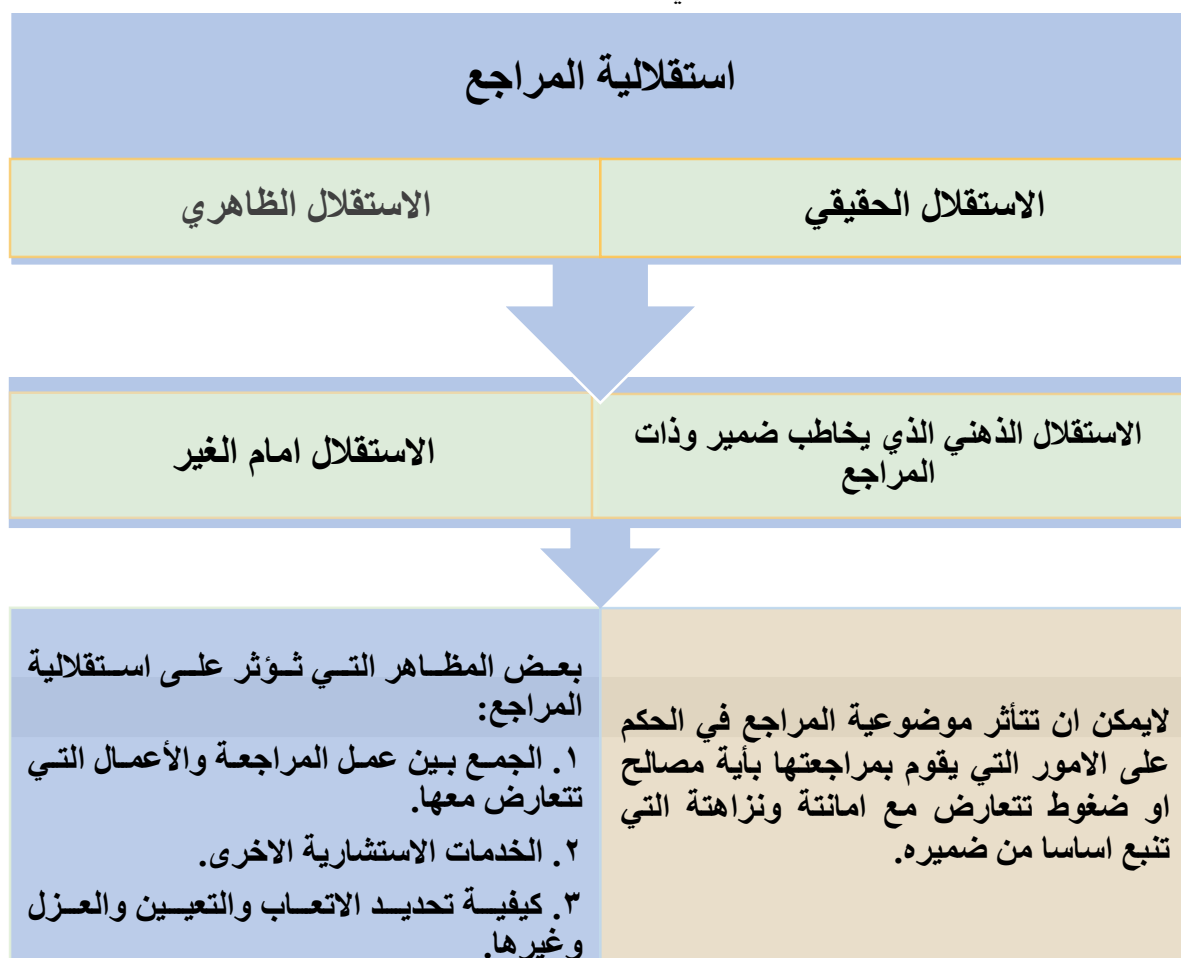 استقلالية المراجع
الاستقلال الحقيقي
الاستقلال الظاهري
الاستقلال الذهني الذي يخاطب ضمير وذات
المراجع
الاستقلال امام الغير
لايمكن ان تتأثر موضوعية المراجع في الحكم
على الامور التي يقوم بمراجعتها بأية مصالح
او ضغوط تتعارض مع امانتة ونزاهتة التي
تنبع اساسا من ضميره.
بعض المظاهر التي ثؤثر على استقلالية
المراجع:
١. الجمع بين عمل المراجعة والأعمال التي
تتعارض معها.
٢. الخدمات الاستشارية الاخرى.
٣. كيفية تحديد الاتعاب والتعيين والعزل
وغيرها.